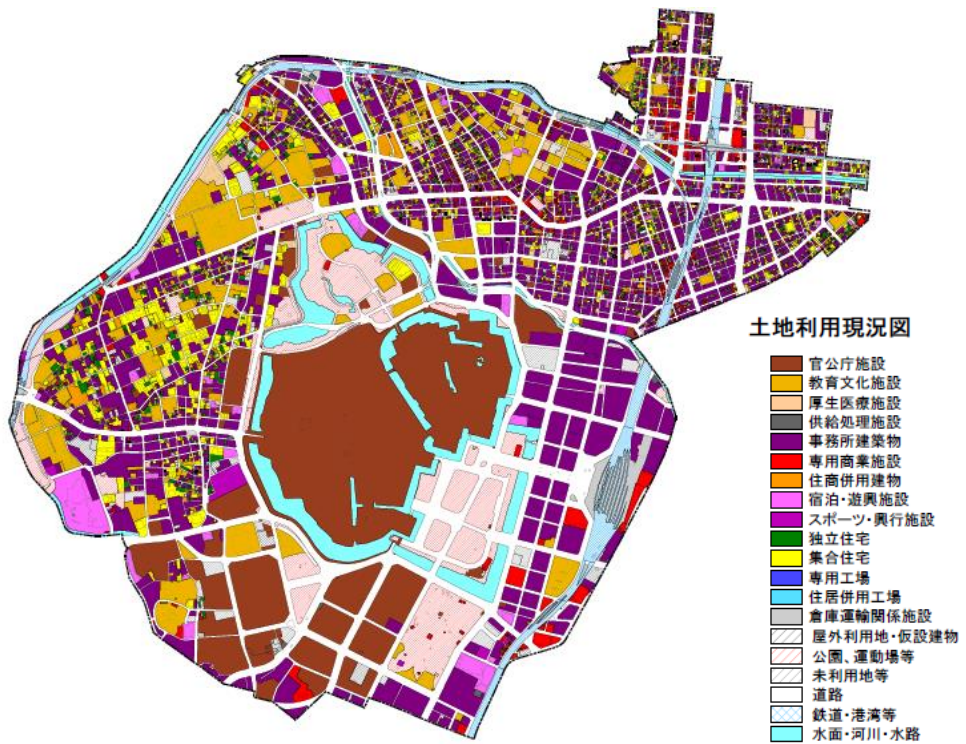 土地利用現況図
官公庁施設
教育文化施設
厚生医療施設
供給処理施設
事務所建築物
専用商業施設
住商併用建物
宿泊・遊興施設
スポーツ・興行施設
独立住宅
集合住宅
専用工場
住居併用工場
倉庫運輸関係施設
屋外利用地・仮設建物
公園、運動場等
未利用地等
道路
鉄道・港湾等
水面・河川・水路